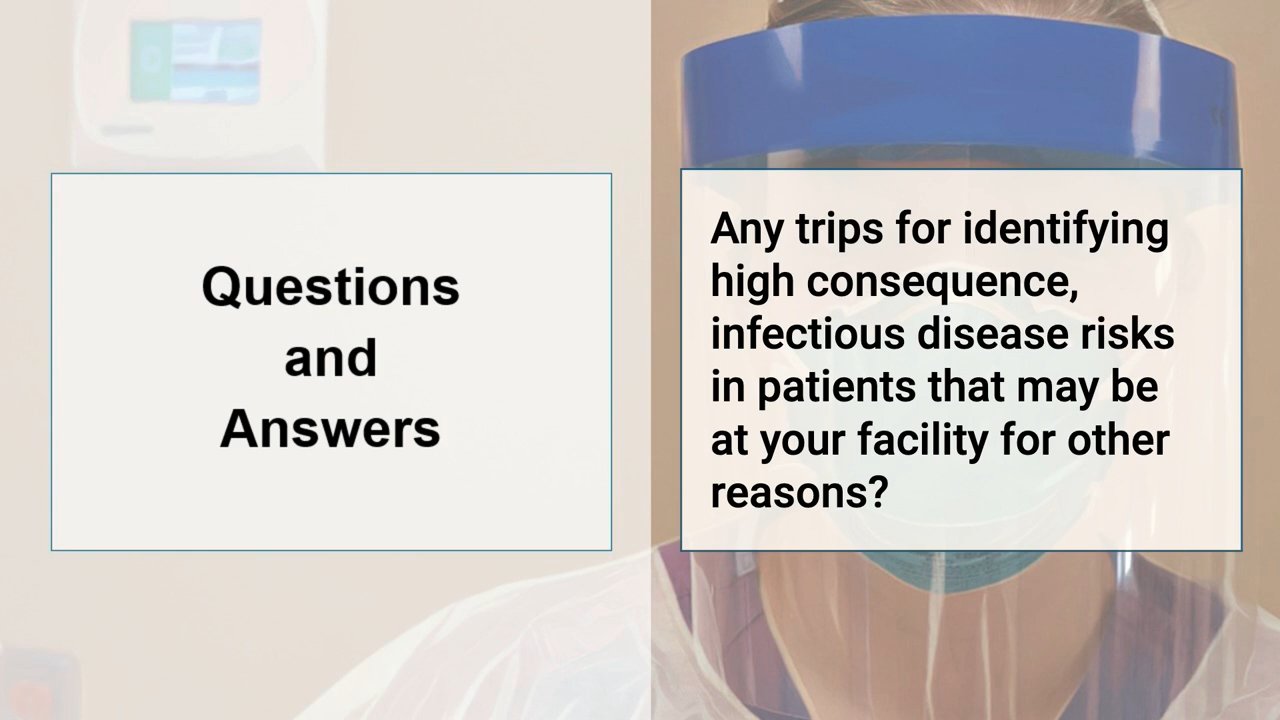 Questions
and
Answers
Any trips for identifying
high consequence,
infectious disease risks
in patients that may be
at your facility for other
reasons?